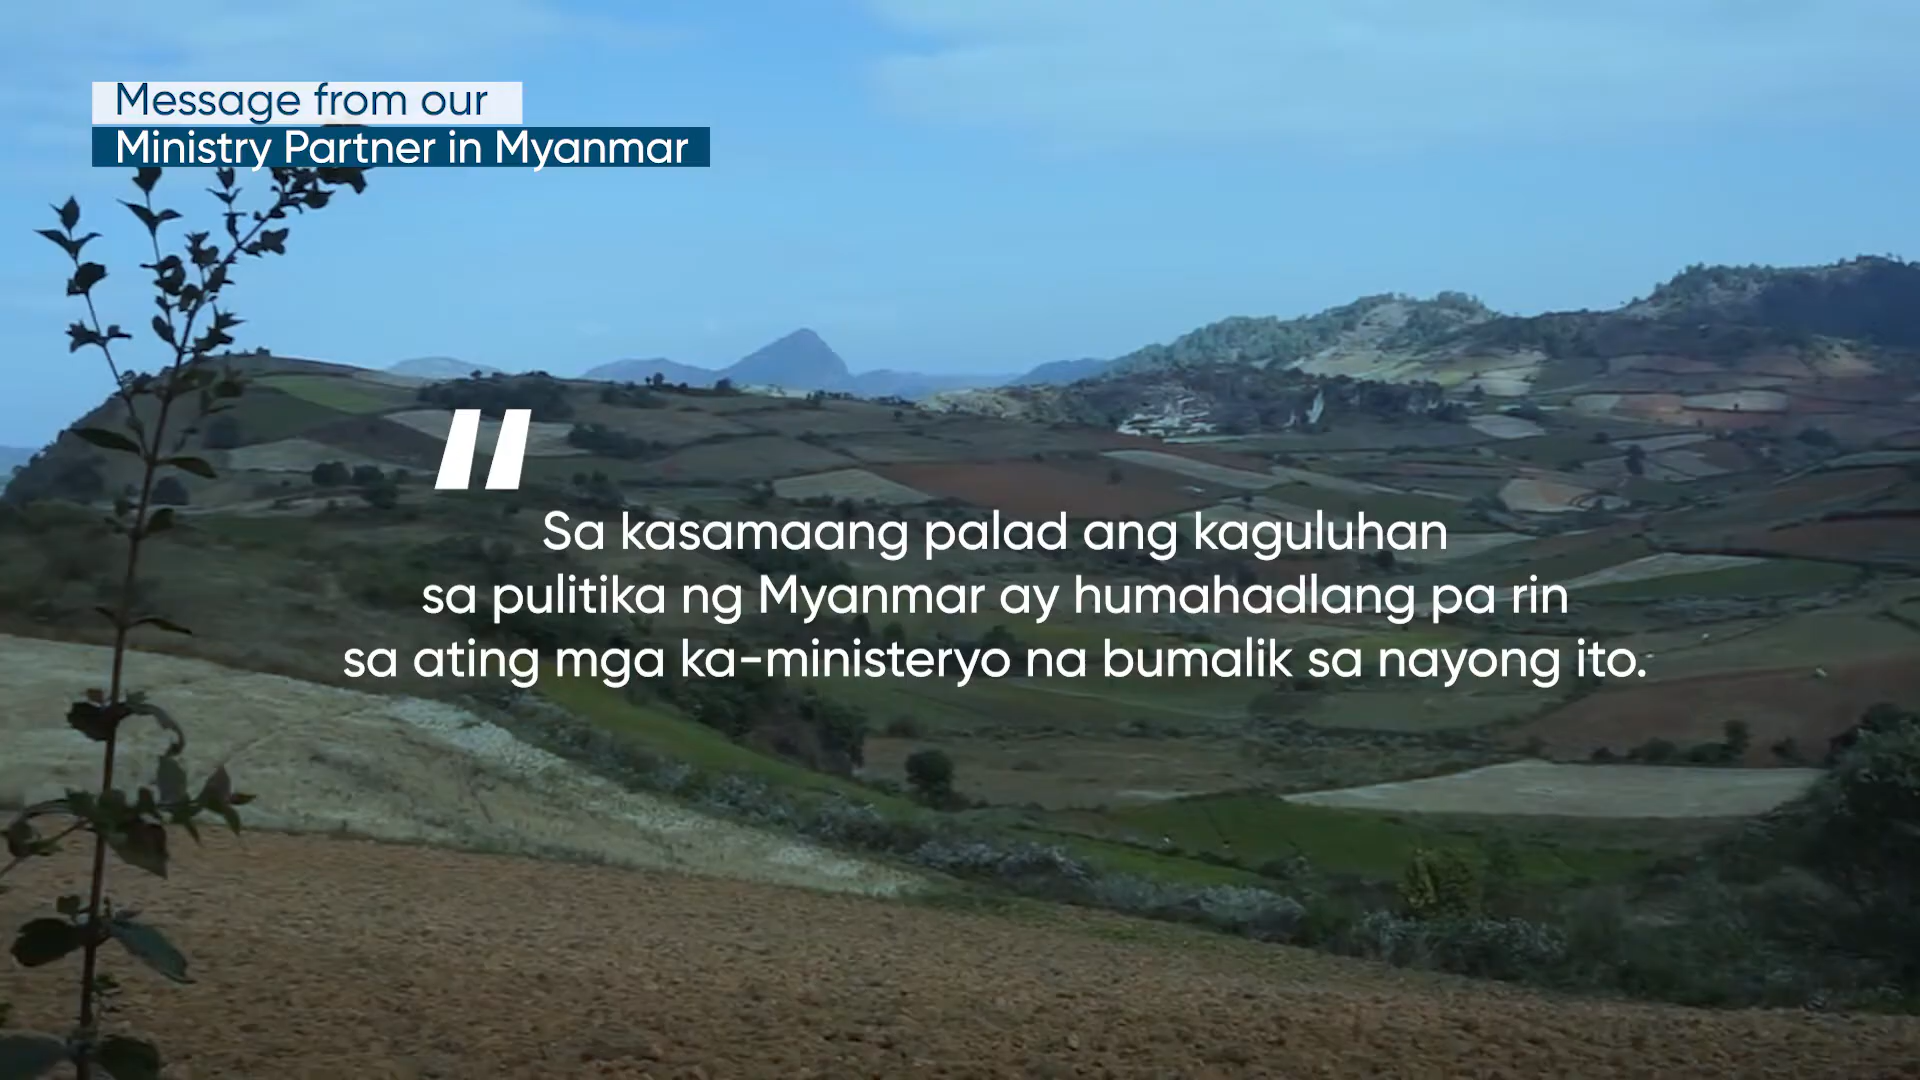 Message from our
Ministry Partner in Myanmar
"
Sa kasamaang palad ang kaguluhan
sa pulitika ng Myanmar ay humahadlang pa rin
sa ating mga ka-ministeryo na bumalik sa nayong ito.